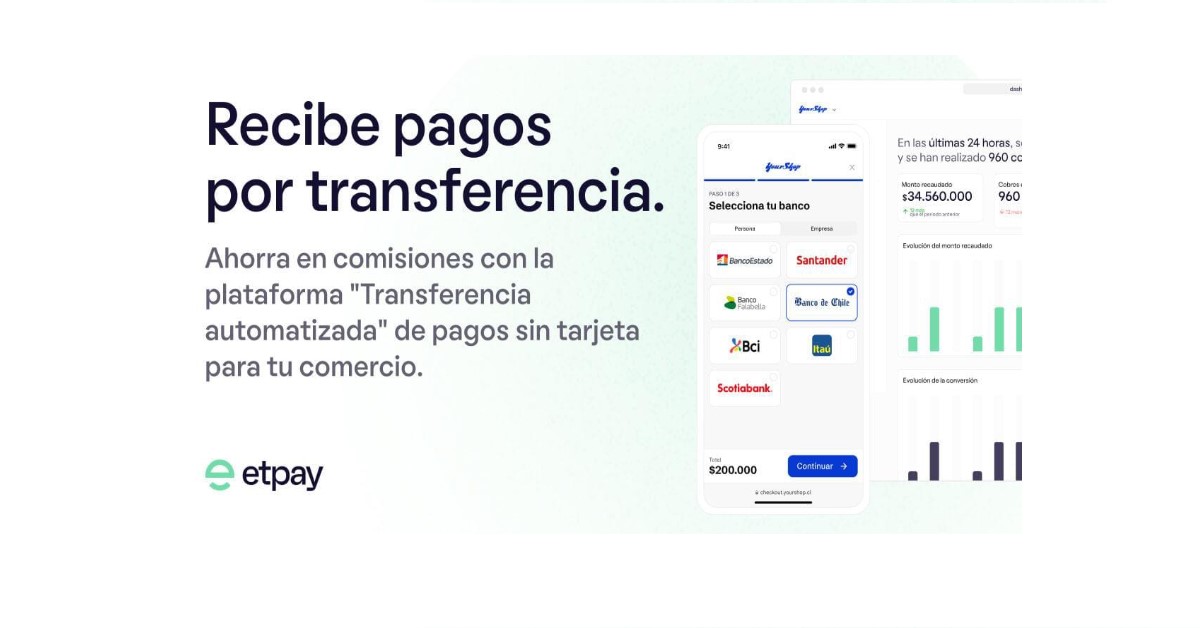 Recibe pagos
por transferencia.
Ahorra en comisiones con la
plataforma "Transferencia
automatizada" de pagos sin tarjeta
para tu comercio.
etpay
9:41
YourShop
PASO 1 DE 3
Selecciona tu banco
Persona Empresa
BancoEstado Santander
Banco Falabella Banco de Chile
Bci Itaú
Scotiabank.
Total
$200.000
Continuar →
checkout.yourshop.cl
dash
YourShop
En las últimas 24 horas, s
y se han realizado 960 co
Monto recaudado Cobros
$34.560.000 960
que el periodo anterior
Evolución del monto recaudado
Evolución de la conversión